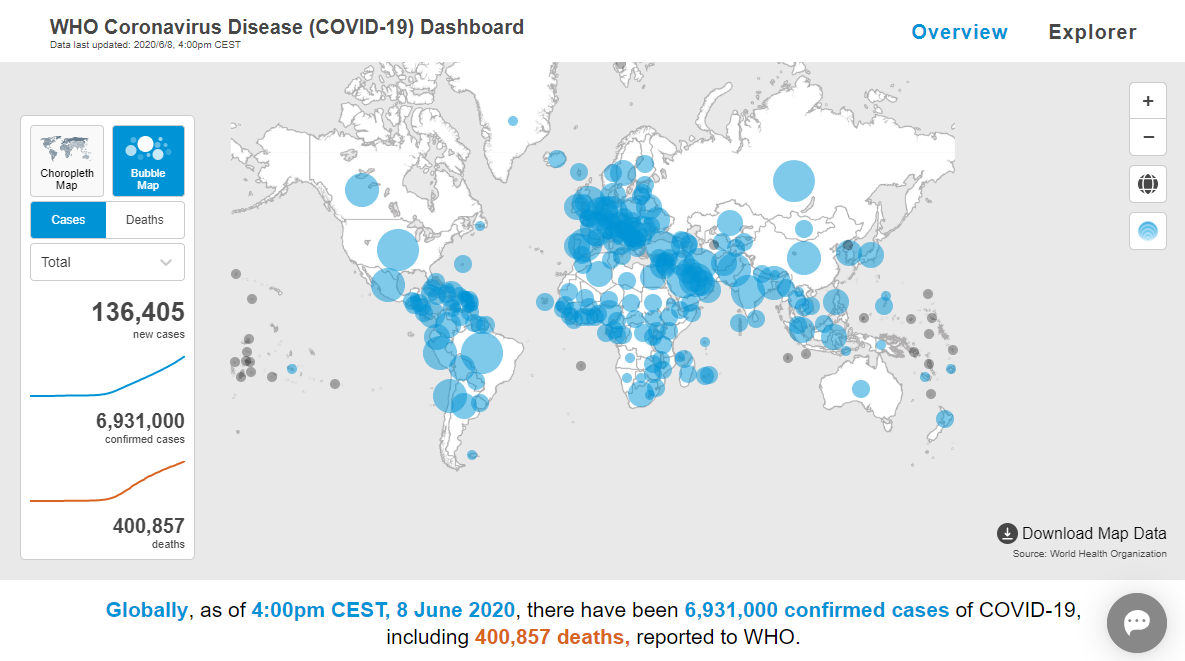 WHO Coronavirus Disease (COVID-19) Dashboard
Data last updated: 2020/6/8, 4:00pm CEST
Overview
Explorer
Choropleth
Map
Bubble
Map
Cases
Deaths
Total
136,405
new cases
6,931,000
confirmed cases
400,857
deaths
+
−
Download Map Data
Source: World Health Organization
Globally, as of 4:00pm CEST, 8 June 2020, there have been 6,931,000 confirmed cases of COVID-19,
including 400,857 deaths, reported to WHO.